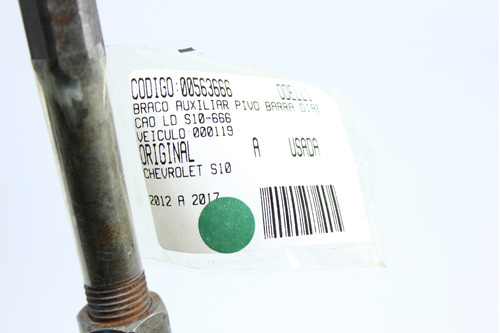 CODIGO:00563666
BRACO AUXILIAR PIVO BARRA DIRE
CAO LD S10-666
VEICULO 000119
ORIGINAL A USADA
CHEVROLET S10
2012 A 2017